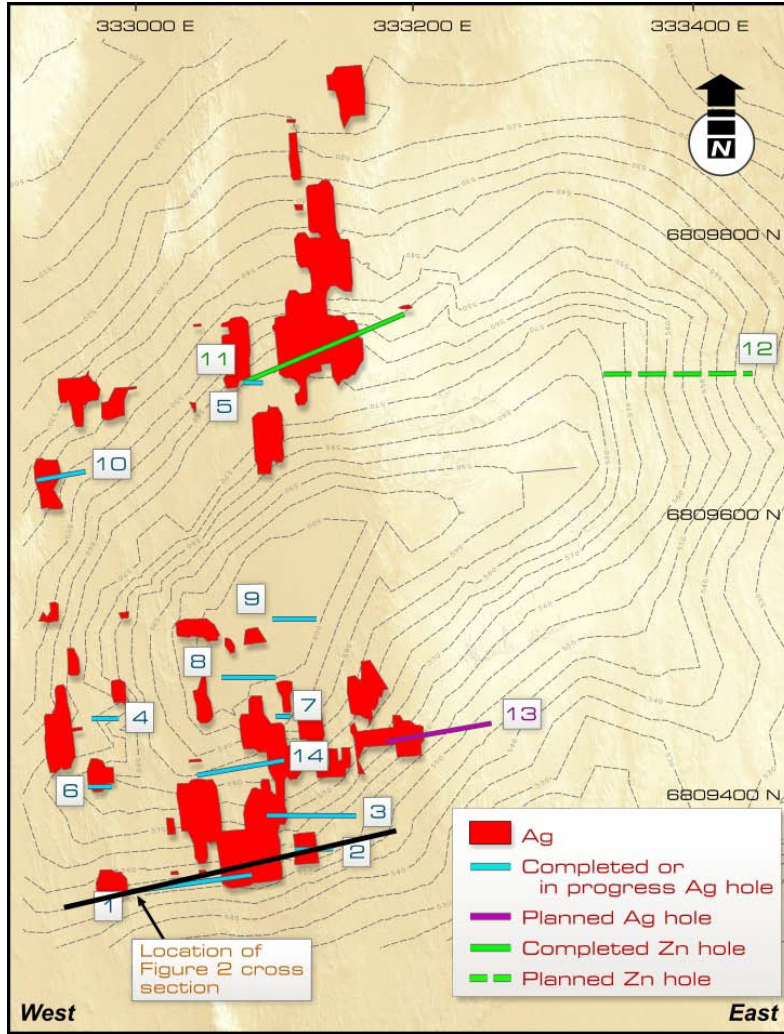 333000 E
333200 E
333400 E
N
6809800 N
11
12
5
10
6809600 N
9
8
7
4
13
14
6
6809400 N
3
2
1
Ag
Completed or
in progress Ag hole
Planned Ag hole
Completed Zn hole
Planned Zn hole
Location of
Figure 2 cross
section
West
East